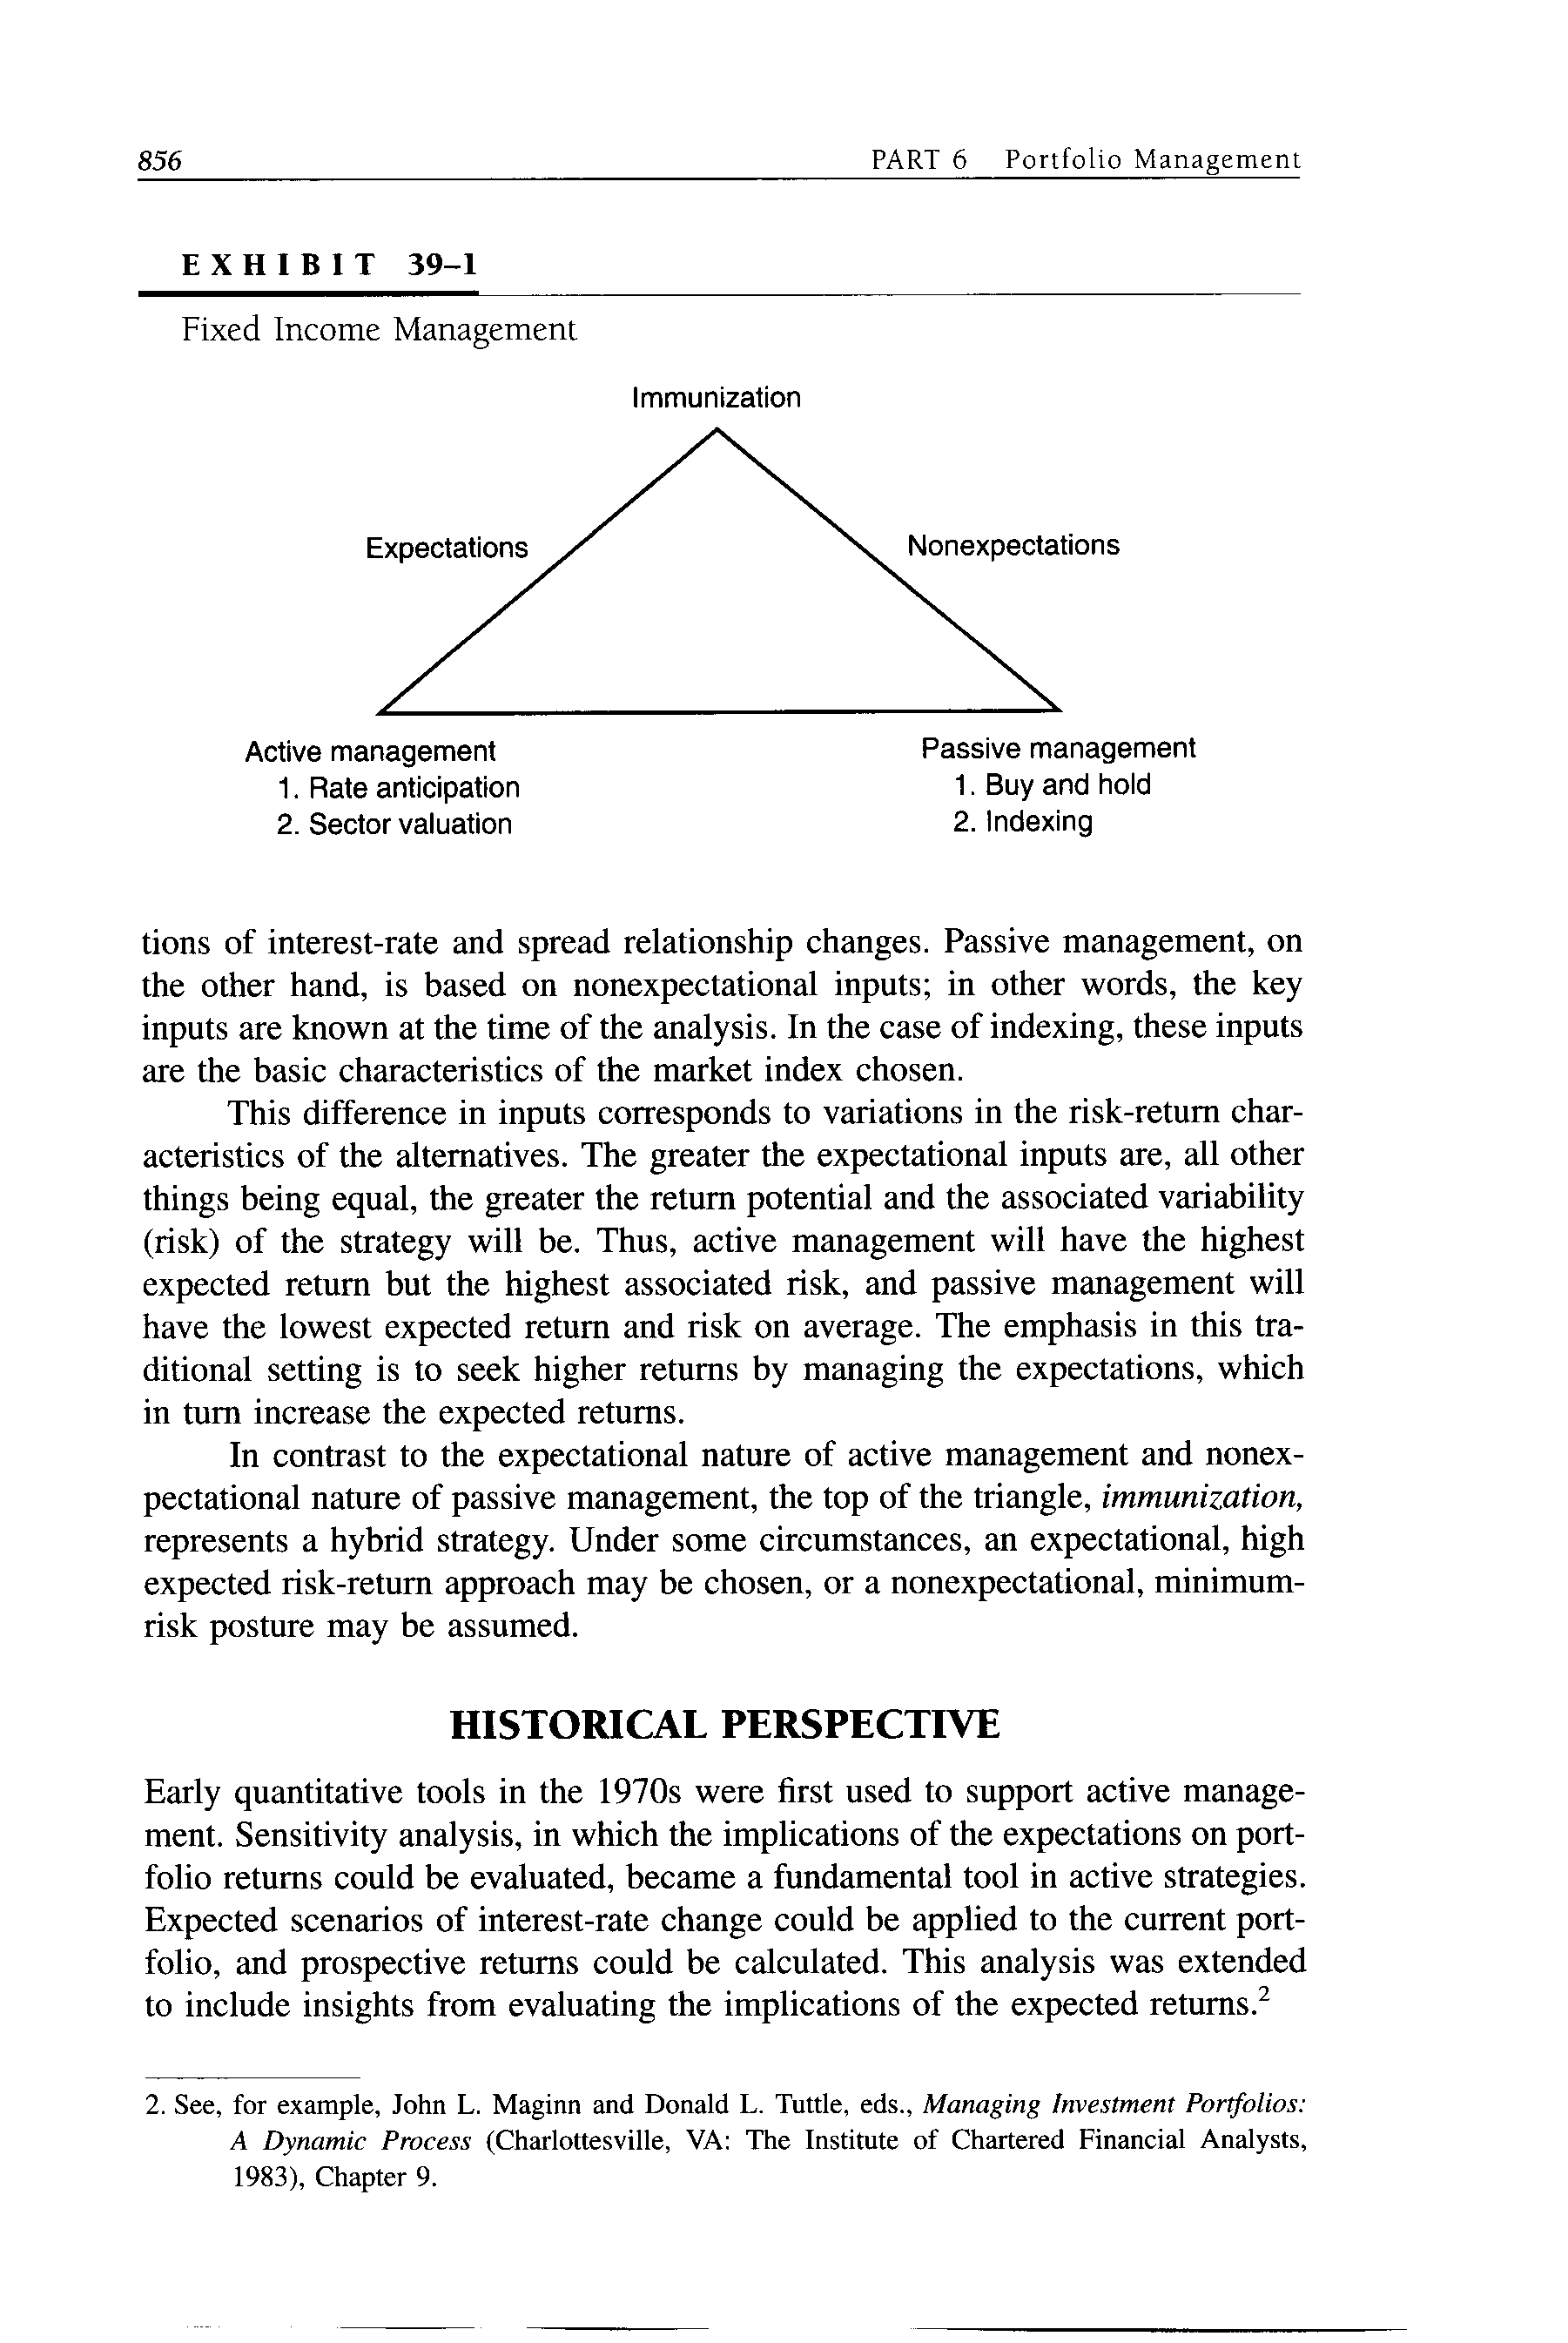 856 PART 6 Portfolio Management
EXHIBIT 39–1
Fixed Income Management
Immunization
Expectations
Nonexpectations
Active management
1. Rate anticipation
2. Sector valuation
Passive management
1. Buy and hold
2. Indexing
tions of interest-rate and spread relationship changes. Passive management, on
the other hand, is based on nonexpectational inputs; in other words, the key
inputs are known at the time of the analysis. In the case of indexing, these inputs
are the basic characteristics of the market index chosen.
This difference in inputs corresponds to variations in the risk-return char-
acteristics of the alternatives. The greater the expectational inputs are, all other
things being equal, the greater the return potential and the associated variability
(risk) of the strategy will be. Thus, active management will have the highest
expected return but the highest associated risk, and passive management will
have the lowest expected return and risk on average. The emphasis in this tra-
ditional setting is to seek higher returns by managing the expectations, which
in turn increase the expected returns.
In contrast to the expectational nature of active management and nonex-
pectational nature of passive management, the top of the triangle, immunization,
represents a hybrid strategy. Under some circumstances, an expectational, high
expected risk-return approach may be chosen, or a nonexpectational, minimum-
risk posture may be assumed.
HISTORICAL PERSPECTIVE
Early quantitative tools in the 1970s were first used to support active manage-
ment. Sensitivity analysis, in which the implications of the expectations on port-
folio returns could be evaluated, became a fundamental tool in active strategies.
Expected scenarios of interest-rate change could be applied to the current port-
folio, and prospective returns could be calculated. This analysis was extended
to include insights from evaluating the implications of the expected returns.²
2. See, for example, John L. Maginn and Donald L. Tuttle, eds., Managing Investment Portfolios:
A Dynamic Process (Charlottesville, VA: The Institute of Chartered Financial Analysts,
1983), Chapter 9.